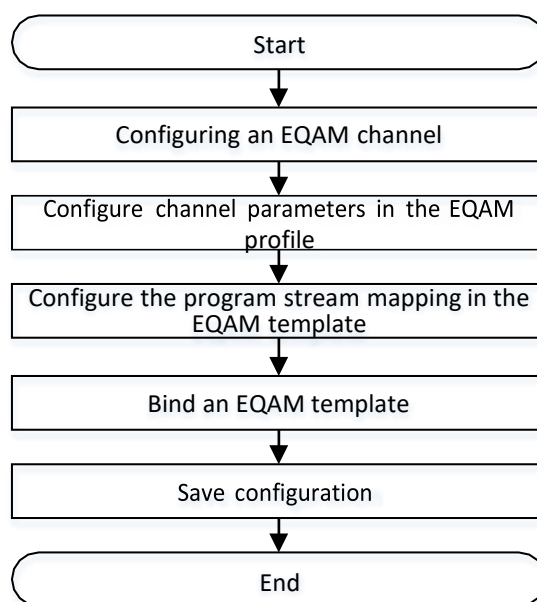 Start
Configuring an EQAM channel
Configure channel parameters in the EQAM
profile
Configure the program stream mapping in the
EQAM template
Bind an EQAM template
Save configuration
End